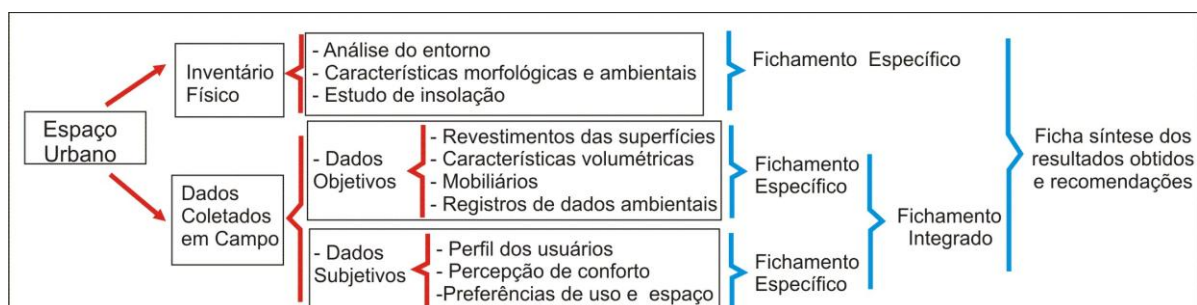 Espaço
Urbano
Inventário
Físico
- Análise do entorno
- Características morfológicas e ambientais
- Estudo de insolação
Fichamento Específico
Dados
Coletados
em Campo
- Dados
Objetivos
- Revestimentos das superfícies
- Características volumétricas
- Mobiliários
- Registros de dados ambientais
Fichamento
Específico
- Dados
Subjetivos
- Perfil dos usuários
- Percepção de conforto
-Preferências de uso e espaço
Fichamento
Específico
Fichamento
Integrado
Ficha síntese dos
resultados obtidos
e recomendações